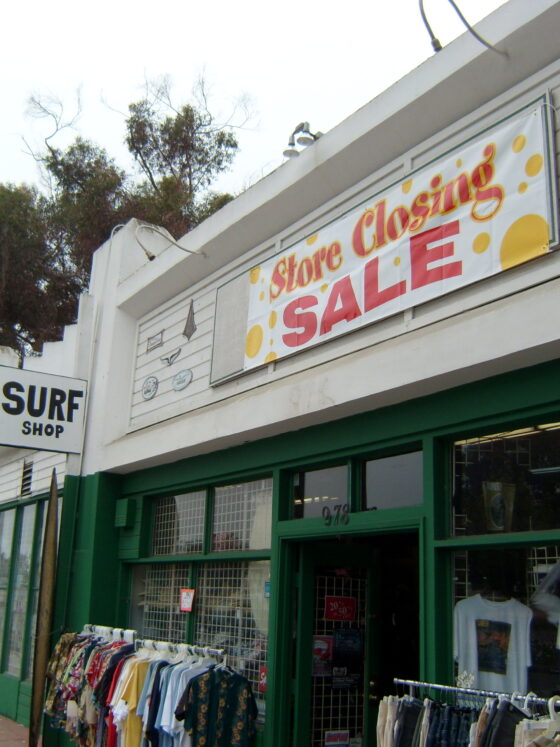 Store Closing
SALE
SURF
SHOP
978